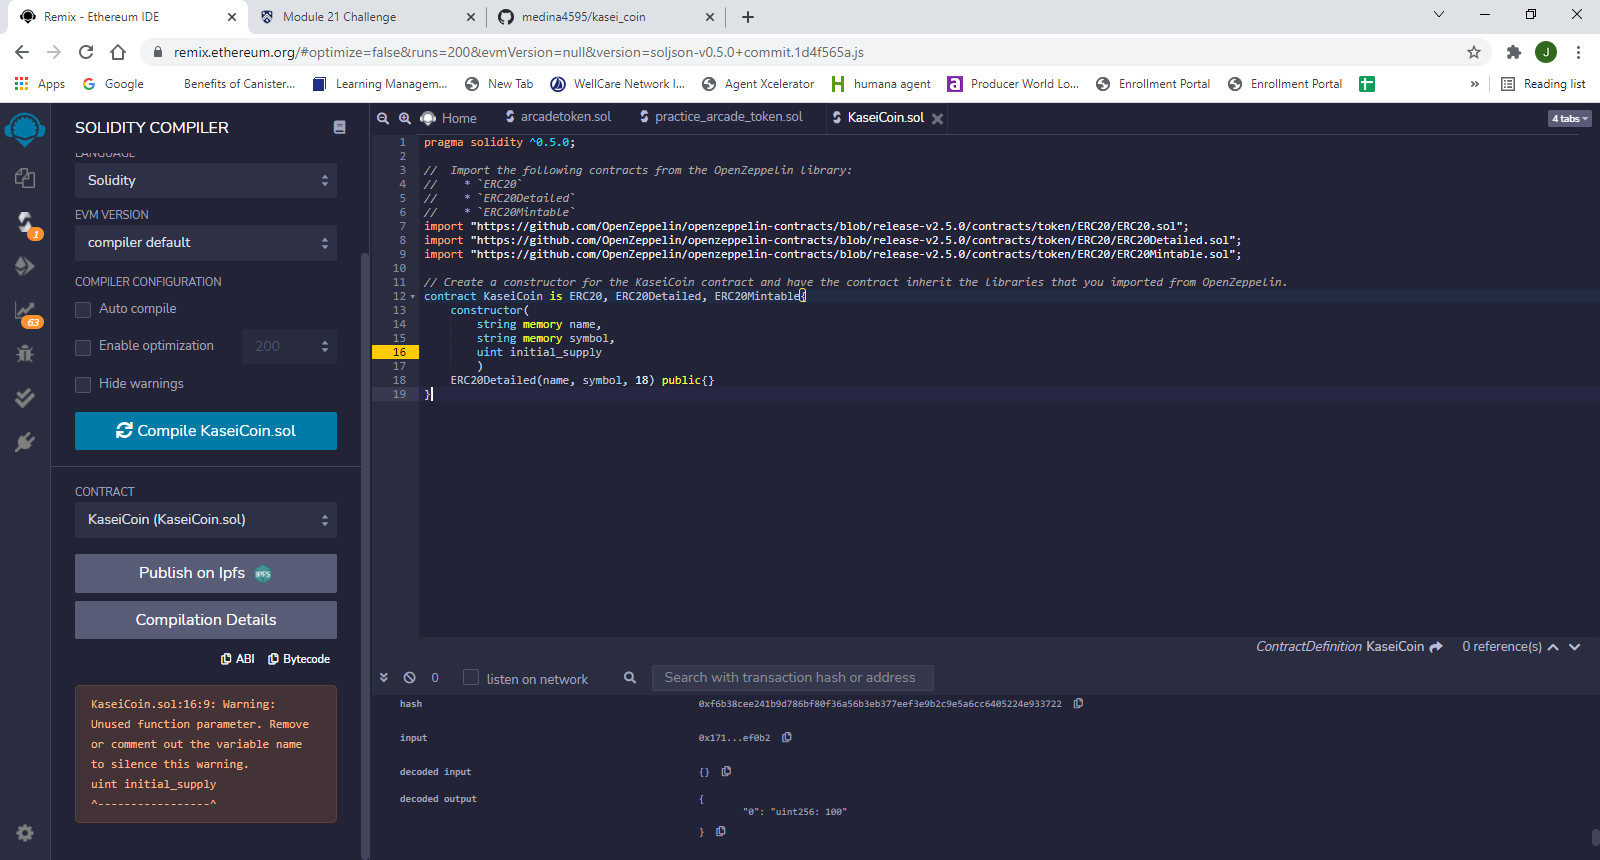 Remix - Ethereum IDE
Module 21 Challenge
medina4595/kasei_coin
remix.ethereum.org/#optimize=false&runs=200&evmVersion=null&version=soljson-v0.5.0+commit.1d4f565a.js
J
Apps
Google
Benefits of Canister...
Learning Managem...
New Tab
WellCare Network I...
Agent Xcelerator
humana agent
Producer World Lo...
Enrollment Portal
Enrollment Portal
»
Reading list
SOLIDITY COMPILER
LANGUAGE
Solidity
EVM VERSION
compiler default
COMPILER CONFIGURATION
Auto compile
Enable optimization
200
Hide warnings
Compile KaseiCoin.sol
CONTRACT
KaseiCoin (KaseiCoin.sol)
Publish on Ipfs
IPFS
Compilation Details
ABI
Bytecode
KaseiCoin.sol:16:9: Warning:
Unused function parameter. Remove
or comment out the variable name
to silence this warning.
uint initial_supply
^-----------------^
1
63
Home
arcadetoken.sol
practice_arcade_token.sol
KaseiCoin.sol
4 tabs
1 pragma solidity ^0.5.0;
2
3 //  Import the following contracts from the OpenZeppelin library:
4 //    * `ERC20`
5 //    * `ERC20Detailed`
6 //    * `ERC20Mintable`
7 import "https://github.com/OpenZeppelin/openzeppelin-contracts/blob/release-v2.5.0/contracts/token/ERC20/ERC20.sol";
8 import "https://github.com/OpenZeppelin/openzeppelin-contracts/blob/release-v2.5.0/contracts/token/ERC20/ERC20Detailed.sol";
9 import "https://github.com/OpenZeppelin/openzeppelin-contracts/blob/release-v2.5.0/contracts/token/ERC20/ERC20Mintable.sol";
10
11 // Create a constructor for the KaseiCoin contract and have the contract inherit the libraries that you imported from OpenZeppelin.
12 contract KaseiCoin is ERC20, ERC20Detailed, ERC20Mintable{
13     constructor(
14         string memory name,
15         string memory symbol,
16         uint initial_supply
17         )
18     ERC20Detailed(name, symbol, 18) public{}
19 }
ContractDefinition KaseiCoin
0 reference(s)
0
listen on network
Search with transaction hash or address
hash
0xf6b38cee241b9d786bf80f36a56b3eb377eef3e9b2c9e5a6cc6405224e933722
input
0x171...ef0b2
decoded input
{}
decoded output
{
"0": "uint256: 100"
}